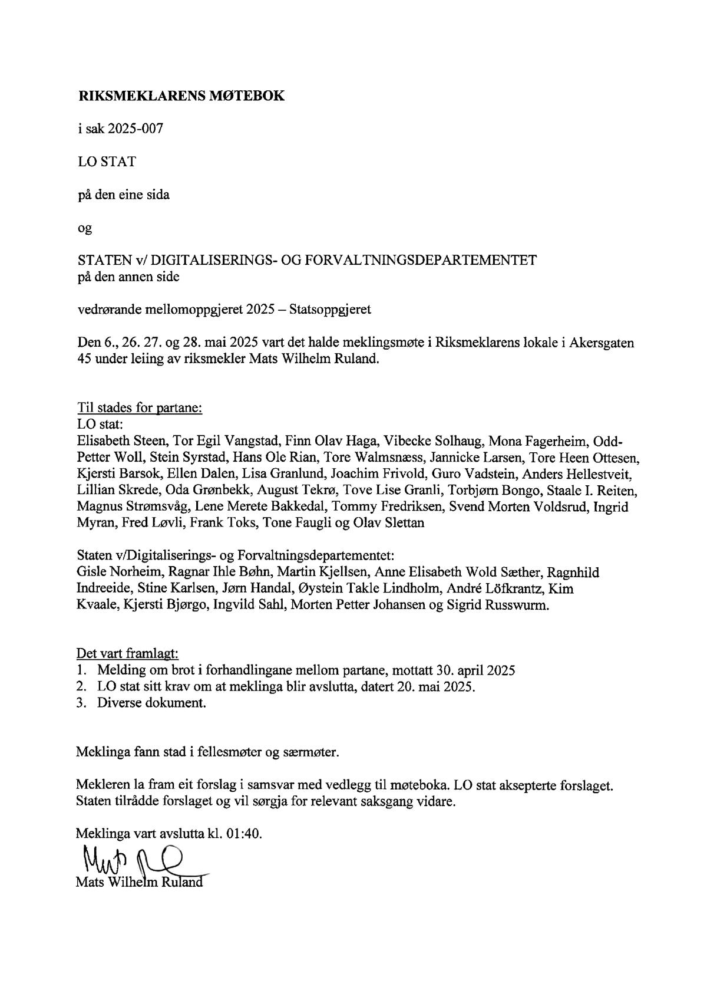 RIKSMEKLARENS MØTEBOK
i sak 2025-007
LO STAT
på den eine sida
og
STATEN v/ DIGITALISERINGS- OG FORVALTNINGSDEPARTEMENTET
på den annen side
vedrørande mellomoppgjeret 2025 – Statsoppgjeret
Den 6., 26. 27. og 28. mai 2025 vart det halde meklingsmøte i Riksmeklarens lokale i Akersgaten
45 under leiing av riksmekler Mats Wilhelm Ruland.
Til stades for partane:
LO stat:
Elisabeth Steen, Tor Egil Vangstad, Finn Olav Haga, Vibecke Solhaug, Mona Fagerheim, Odd-
Petter Woll, Stein Syrstad, Hans Ole Rian, Tore Walmsnæss, Jannicke Larsen, Tore Heen Ottesen,
Kjersti Barsok, Ellen Dalen, Lisa Granlund, Joachim Frivold, Guro Vadstein, Anders Hellestveit,
Lillian Skrede, Oda Grønbekk, August Tekrø, Tove Lise Granli, Torbjørn Bongo, Staale I. Reiten,
Magnus Strømsvåg, Lene Merete Bakkedal, Tommy Fredriksen, Svend Morten Voldsrud, Ingrid
Myran, Fred Løvli, Frank Toks, Tone Faugli og Olav Slettan
Staten v/Digitaliserings- og Forvaltningsdepartementet:
Gisle Norheim, Ragnar Ihle Bøhn, Martin Kjellsen, Anne Elisabeth Wold Sæther, Ragnhild
Indreeide, Stine Karlsen, Jørn Handal, Øystein Takle Lindholm, André Löfkrantz, Kim
Kvaale, Kjersti Bjørgo, Ingvild Sahl, Morten Petter Johansen og Sigrid Russwurm.
Det vart framlagt:
1. Melding om brot i forhandlingane mellom partane, mottatt 30. april 2025
2. LO stat sitt krav om at meklinga blir avslutta, datert 20. mai 2025.
3. Diverse dokument.
Meklinga fann stad i fellesmøter og særmøter.
Mekleren la fram eit forslag i samsvar med vedlegg til møteboka. LO stat aksepterte forslaget.
Staten tilrådde forslaget og vil sørgja for relevant saksgang vidare.
Meklinga vart avslutta kl. 01:40.
Mats Wilhelm Ruland